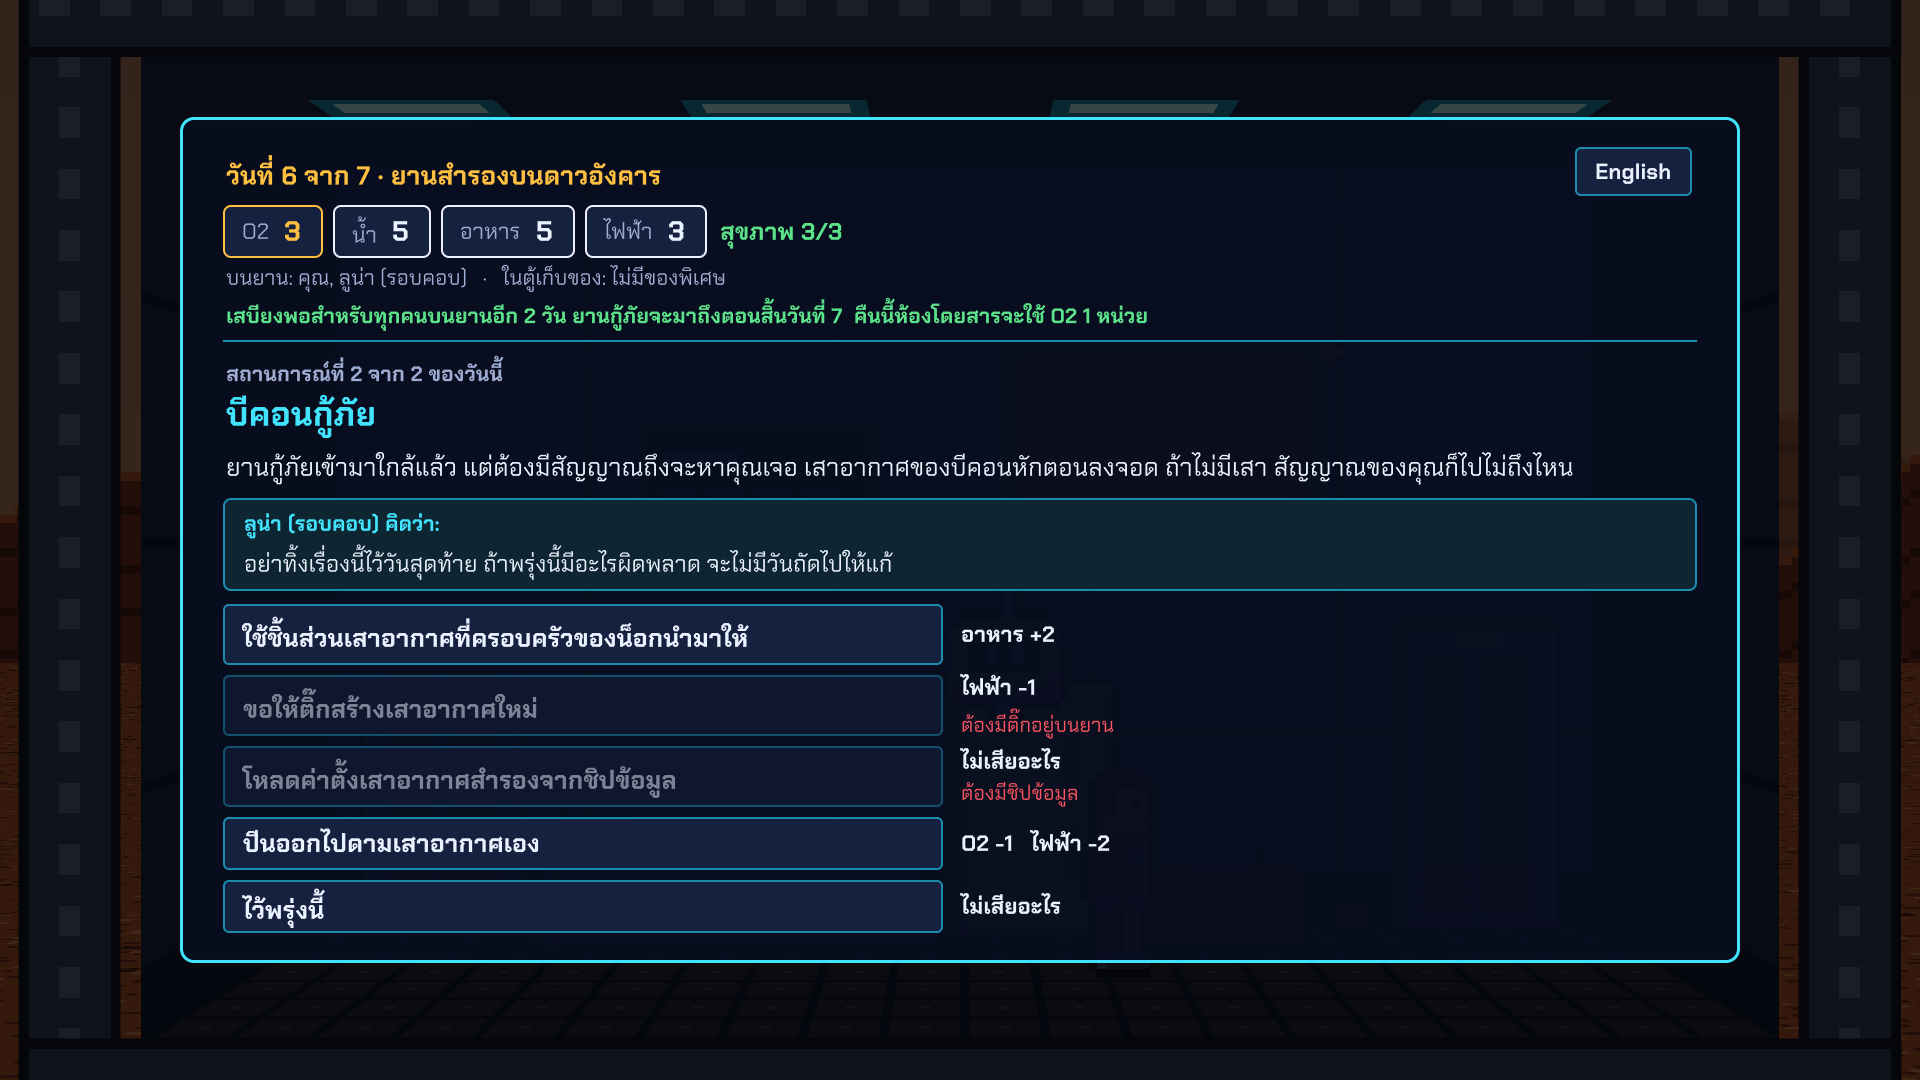 วันที่ 6 จาก 7 · ยานสำรองบนดาวอังคาร
English
O2 3 น้ำ 5 อาหาร 5 ไฟฟ้า 3 สุขภาพ 3/3
บนยาน: คุณ, ลูน่า (รอบคอบ) · ในตู้เก็บของ: ไม่มีของพิเศษ
เสบียงพอสำหรับทุกคนบนยานอีก 2 วัน ยานกู้ภัยจะมาถึงตอนสิ้นวันที่ 7 คืนนี้ห้องโดยสารจะใช้ O2 1 หน่วย
สถานการณ์ที่ 2 จาก 2 ของวันนี้
บีคอนกู้ภัย
ยานกู้ภัยเข้ามาใกล้แล้ว แต่ต้องมีสัญญาณถึงจะหาคุณเจอ เสาอากาศของบีคอนหักตอนลงจอด ถ้าไม่มีเสา สัญญาณของคุณก็ไปไม่ถึงไหน
ลูน่า (รอบคอบ) คิดว่า:
อย่าทิ้งเรื่องนี้ไว้วันสุดท้าย ถ้าพรุ่งนี้มีอะไรผิดพลาด จะไม่มีวันถัดไปให้แก้
ใช้ชิ้นส่วนเสาอากาศที่ครอบครัวของน็อกนำมาให้
อาหาร +2
ขอให้ติ๊กสร้างเสาอากาศใหม่
ไฟฟ้า -1
ต้องมีติ๊กอยู่บนยาน
โหลดค่าตั้งเสาอากาศสำรองจากชิปข้อมูล
ไม่เสียอะไร
ต้องมีชิปข้อมูล
ปีนออกไปดามเสาอากาศเอง
O2 -1 ไฟฟ้า -2
ไว้พรุ่งนี้
ไม่เสียอะไร